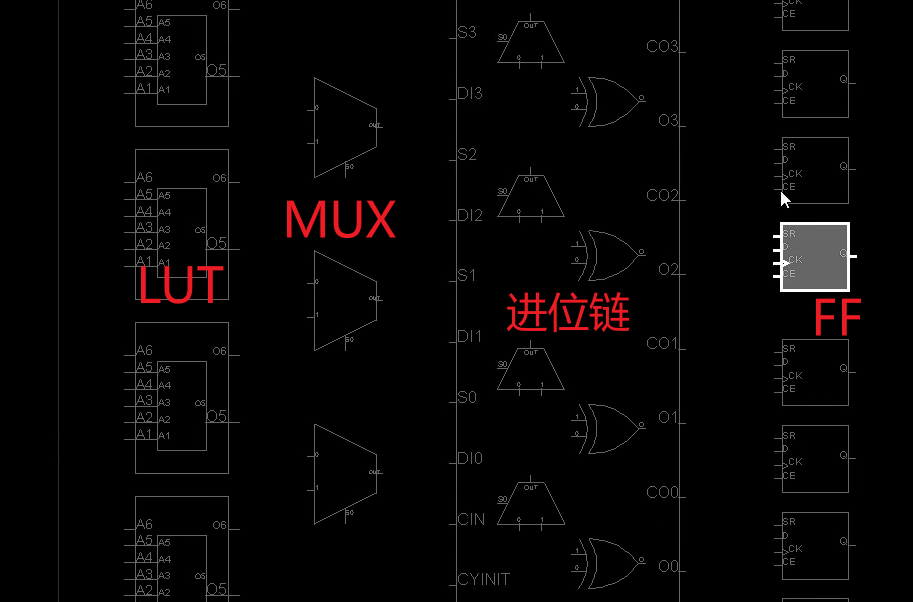 A6
O6
A5
A5
A4
A4
A3
A3
O5
A2
A2
O5
A1
A1
A6
O6
A5
A5
A4
A4
A3
A3
O5
A2
A2
O5
A1
A1
LUT
A6
O6
A5
A5
A4
A4
A3
A3
O5
A2
A2
O5
A1
A1
A6
O6
A5
A5
A4
A4
A3
A3
O5
A2
A2
O5
0
1
OUT
S0
MUX
0
1
OUT
S0
0
1
OUT
S0
S3
DI3
S2
DI2
S1
DI1
S0
DI0
CIN
CYINIT
OUT
S0
0 1
1
0
O
OUT
S0
0 1
1
0
O
进位链
OUT
S0
0 1
1
0
O
OUT
S0
0 1
1
0
O
CO3
O3
CO2
O2
CO1
O1
CO0
O0
CK
CE
SR
D
Q
CK
CE
SR
D
Q
CK
CE
SR
D
Q
CK
CE
FF
SR
D
Q
CK
CE
SR
D
Q
CK
CE
SR
D
Q
CK
CE